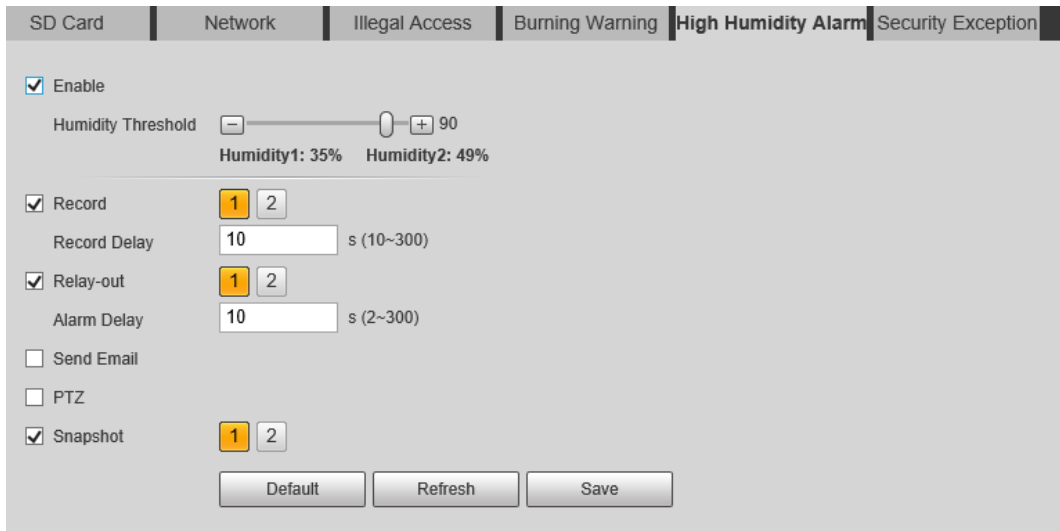 SD Card Network Illegal Access Burning Warning High Humidity Alarm Security Exception
Enable
Humidity Threshold 90
Humidity1: 35% Humidity2: 49%
Record 1 2
Record Delay 10 s (10~300)
Relay-out 1 2
Alarm Delay 10 s (2~300)
Send Email
PTZ
Snapshot 1 2
Default Refresh Save